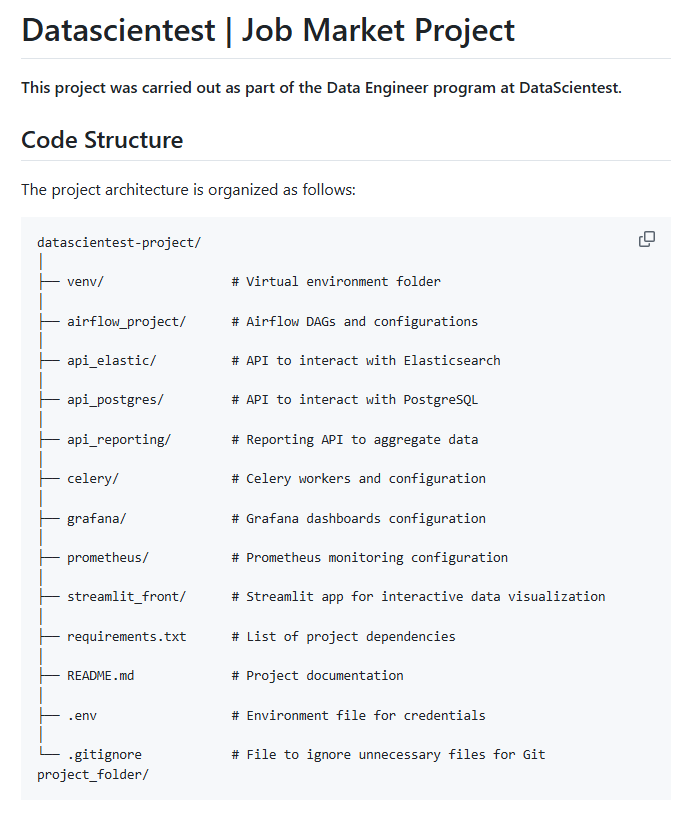 Datascientest | Job Market Project
This project was carried out as part of the Data Engineer program at DataScientest.
Code Structure
The project architecture is organized as follows:
datascientest-project/
│
├── venv/                 # Virtual environment folder
│
├── airflow_project/      # Airflow DAGs and configurations
│
├── api_elastic/          # API to interact with Elasticsearch
│
├── api_postgres/         # API to interact with PostgreSQL
│
├── api_reporting/        # Reporting API to aggregate data
│
├── celery/               # Celery workers and configuration
│
├── grafana/              # Grafana dashboards configuration
│
├── prometheus/           # Prometheus monitoring configuration
│
├── streamlit_front/      # Streamlit app for interactive data visualization
│
├── requirements.txt      # List of project dependencies
│
├── README.md             # Project documentation
│
├── .env                  # Environment file for credentials
│
└── .gitignore            # File to ignore unnecessary files for Git
project_folder/